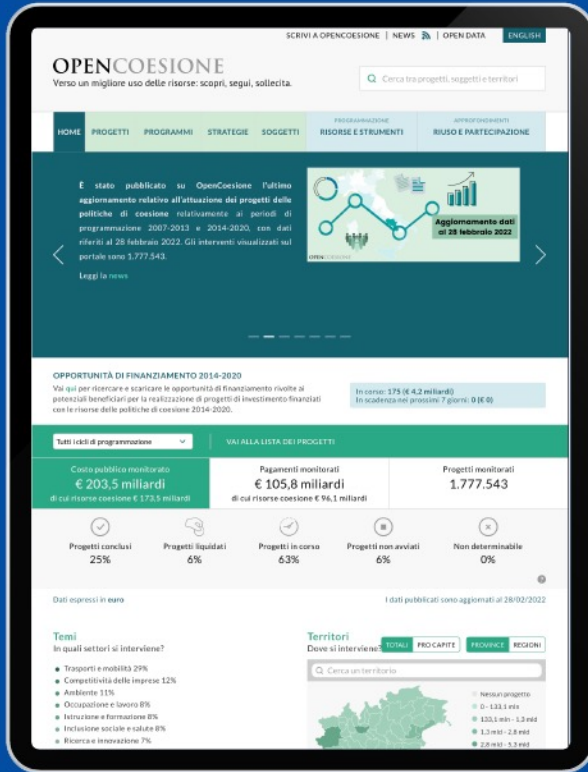 SCRIVI A OPENCOESIONE | NEWS | OPEN DATA ENGLISH
OPENCOESIONE
Verso un migliore uso delle risorse: scopri, segui, sollecita.
Cerca tra progetti, soggetti e territori
PROGRAMMAZIONE
APPROFONDIMENTI
HOME PROGETTI PROGRAMMI STRATEGIE SOGGETTI RISORSE E STRUMENTI RIUSO E PARTECIPAZIONE
È stato pubblicato su OpenCoesione l'ultimo
aggiornamento relativo all'attuazione dei progetti delle
politiche di coesione relativamente ai periodi di
programmazione 2007-2013 e 2014-2020, con dati
riferiti al 28 febbraio 2022. Gli interventi visualizzati sul
portale sono 1.777.543.
Leggi la news
Aggiornamento dati
al 28 febbraio 2022
OPENCOESIONE
OPPORTUNITÀ DI FINANZIAMENTO 2014-2020
Vai qui per ricercare e scaricare le opportunità di finanziamento rivolte ai
potenziali beneficiari per la realizzazione di progetti di investimento finanziati
con le risorse delle politiche di coesione 2014-2020.
In corso: 175 (€ 4,2 miliardi)
In scadenza nei prossimi 7 giorni: 0 (€ 0)
Tutti i cicli di programmazione
VAI ALLA LISTA DEI PROGETTI
Costo pubblico monitorato
€ 203,5 miliardi
di cui risorse coesione € 173,5 miliardi
Pagamenti monitorati
€ 105,8 miliardi
di cui risorse coesione € 96,1 miliardi
Progetti monitorati
1.777.543
Progetti conclusi
25%
Progetti liquidati
6%
Progetti in corso
63%
Progetti non avviati
6%
Non determinabile
0%
Dati espressi in euro
I dati pubblicati sono aggiornati al 28/02/2022
Temi
In quali settori si interviene?
Trasporti e mobilità 29%
Competitività delle imprese 12%
Ambiente 11%
Occupazione e lavoro 8%
Istruzione e formazione 8%
Inclusione sociale e salute 8%
Ricerca e innovazione 7%
Territori
Dove si interviene?
TOTALI PRO CAPITE PROVINCE REGIONI
Cerca un territorio
Nessun progetto
0 - 133,1 mln
133,1 mln - 1,3 mld
1,3 mld - 2,8 mld
2,8 mld - 5,3 mld